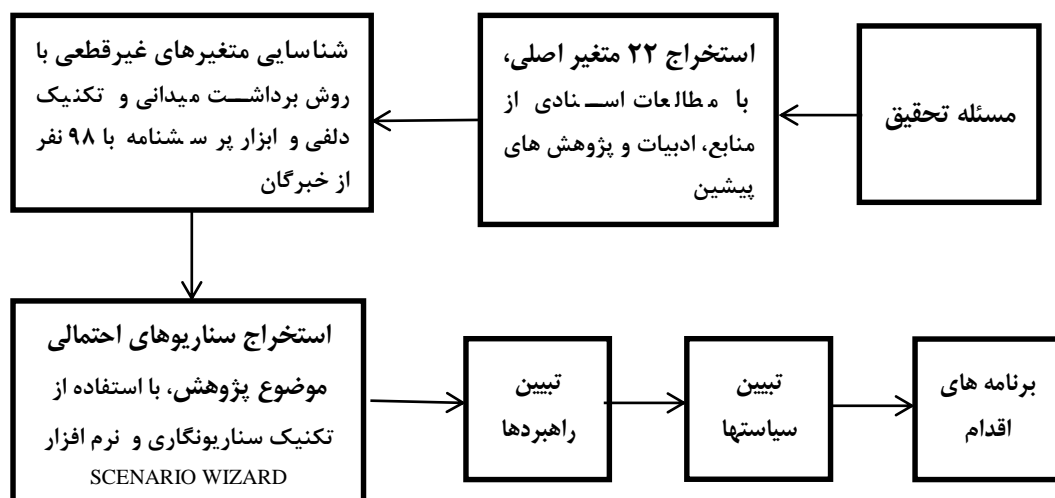 مسئله تحقیق
استخراج ۲۲ متغیر اصلی،
با مطالعات اسنادی از
منابع، ادبیات و پژوهش های
پیشین
شناسایی متغیرهای غیرقطعی با
روش برداشت میدانی و تکنیک
دلفی و ابزار پرسشنامه با ۹۸ نفر
از خبرگان
استخراج سناریوهای احتمالی
موضوع پژوهش، با استفاده از
تکنیک سناریونگاری و نرم افزار
SCENARIO WIZARD
تبیین
راهبردها
تبیین
سیاستها
برنامه های
اقدام